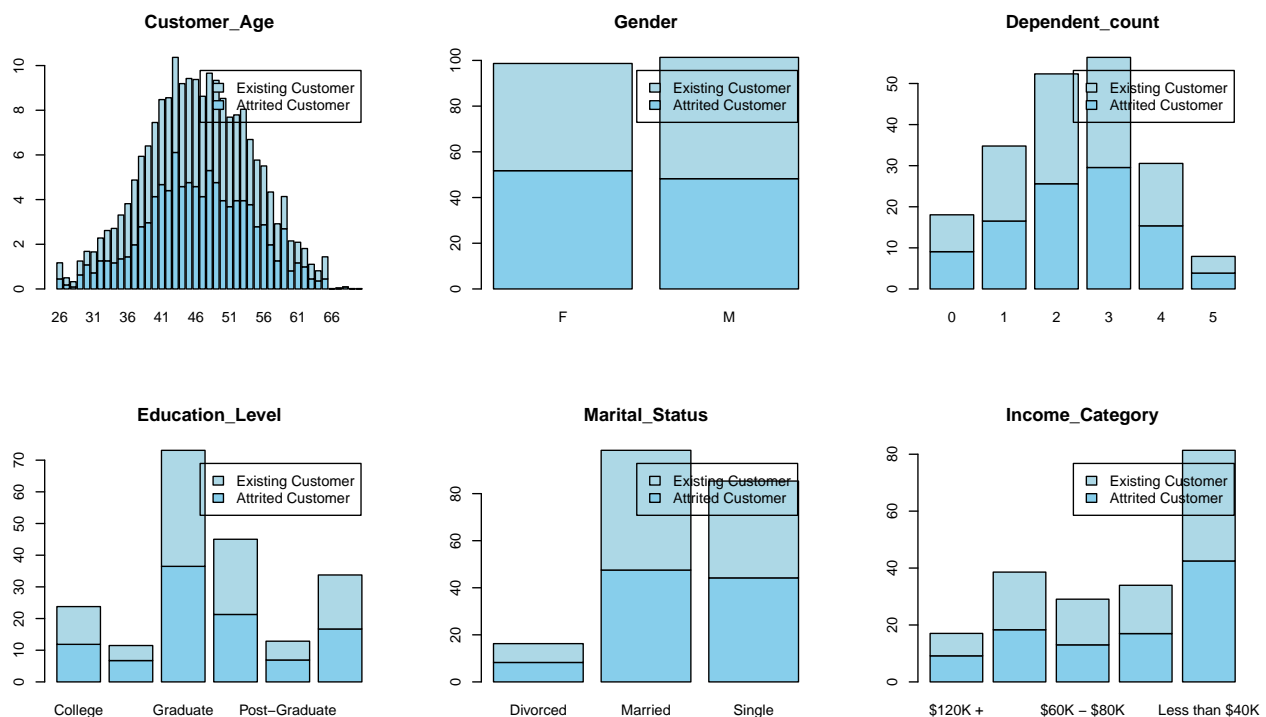 Customer_Age
10
8
6
4
2
0
Existing Customer
Attrited Customer
26 31 36 41 46 51 56 61 66
Gender
100
80
60
40
20
0
Existing Customer
Attrited Customer
F M
Dependent_count
50
40
30
20
10
0
Existing Customer
Attrited Customer
0 1 2 3 4 5
Education_Level
70
60
50
40
30
20
10
0
Existing Customer
Attrited Customer
College Graduate Post−Graduate
Marital_Status
80
60
40
20
0
Existing Customer
Attrited Customer
Divorced Married Single
Income_Category
80
60
40
20
0
Existing Customer
Attrited Customer
$120K + $60K − $80K Less than $40K